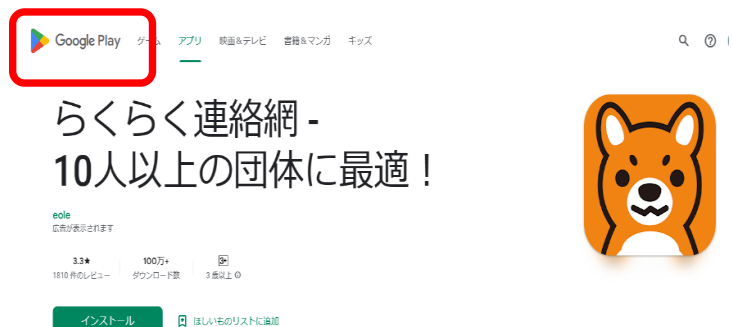 Google Play ゲーム アプリ 映画&テレビ 書籍&マンガ キッズ
らくらく連絡網 -
10人以上の団体に最適！
eole
広告が表示されます
3.3★ 100万+ 3+
1810 件のレビュー ダウンロード数 3 歳以上
インストール ほしいものリストに追加